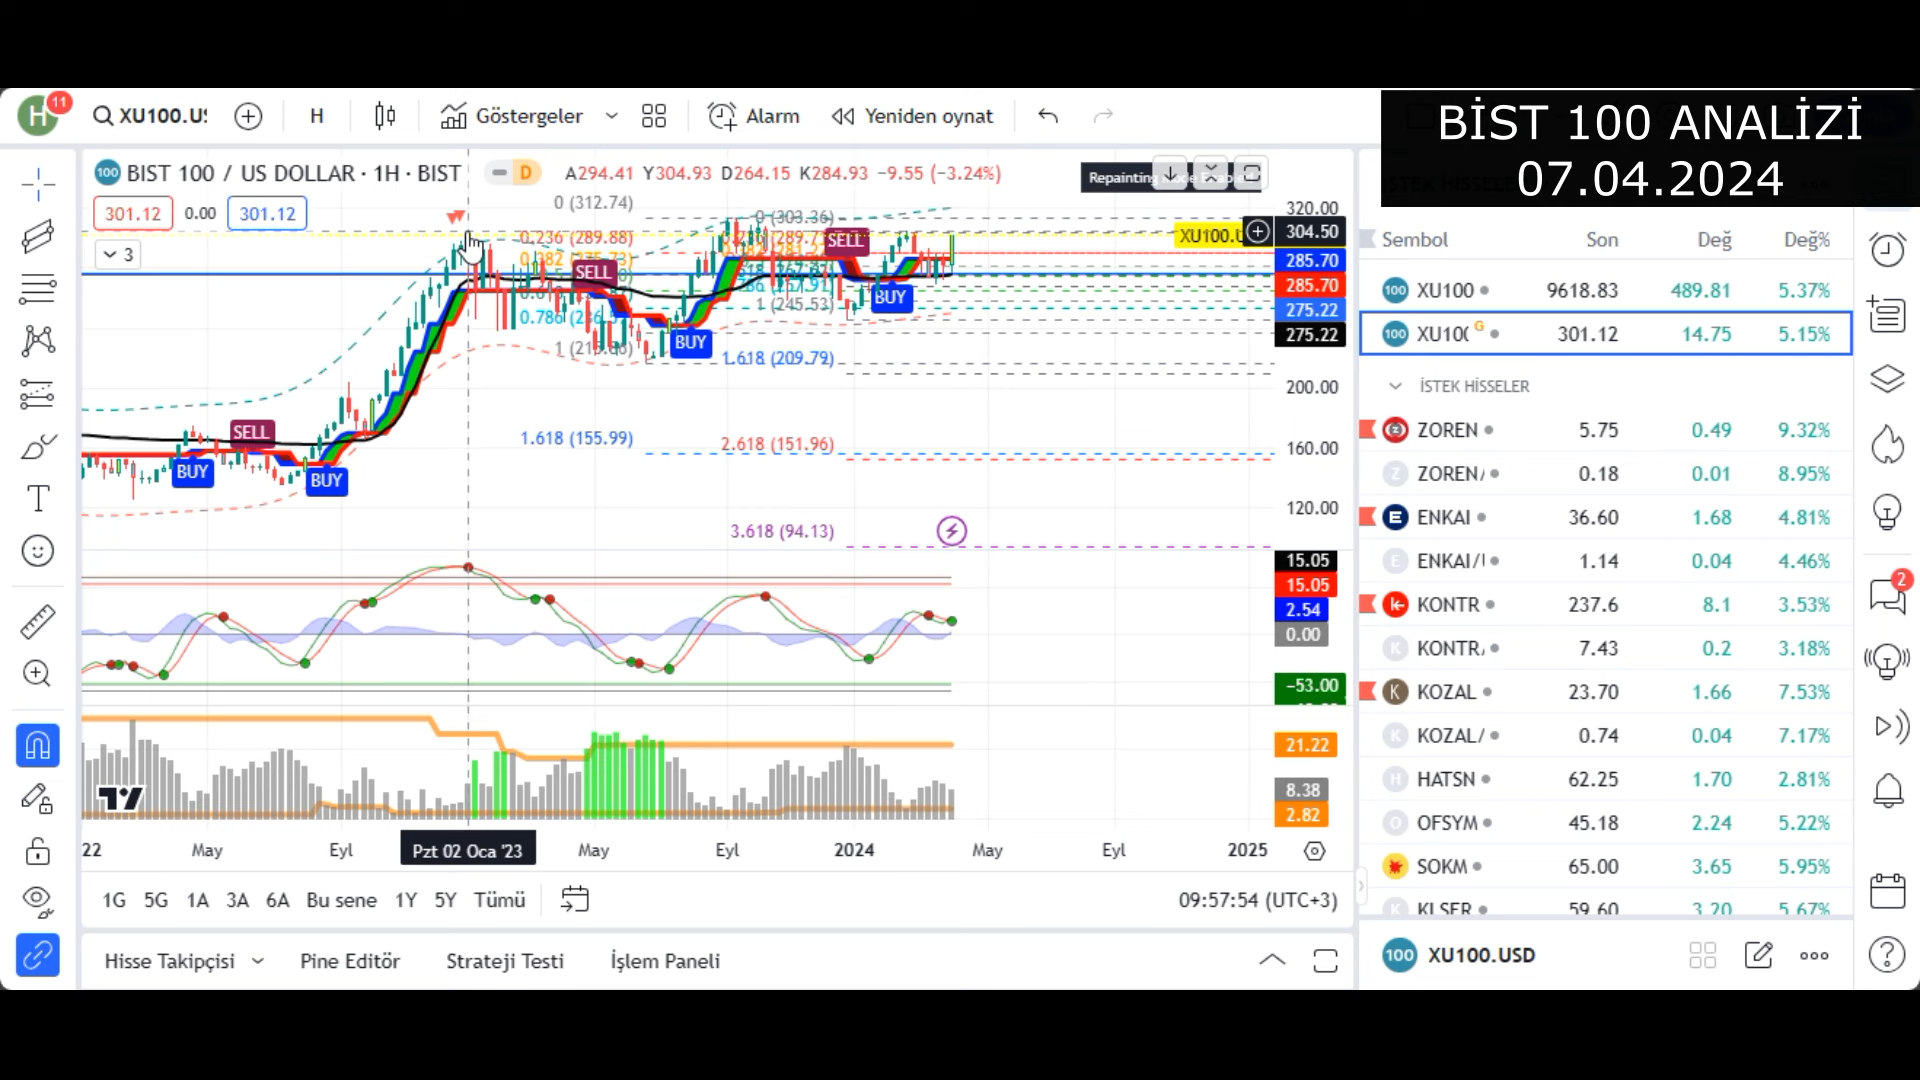 BİST 100 ANALİZİ
07.04.2024
H 11 XU100.U H Göstergeler Alarm Yeniden oynat
BIST 100 / US DOLLAR · 1H · BIST D A294.41 Y304.93 D264.15 K284.93 −9.55 (−3.24%)
301.12 0.00 301.12
3
Repainting
0 (312.74)
0.236 (289.88)
1.618 (155.99)
0 (303.36)
1 (245.53)
1.618 (209.79)
2.618 (151.96)
3.618 (94.13)
SELL
BUY
BUY
SELL
BUY
SELL
BUY
320.00
304.50
285.70
285.70
275.22
275.22
200.00
160.00
120.00
15.05
15.05
2.54
0.00
−53.00
21.22
8.38
2.82
22 May Eyl Pzt 02 Oca '23 May Eyl 2024 May Eyl 2025
1G 5G 1A 3A 6A Bu sene 1Y 5Y Tümü 09:57:54 (UTC+3)
Hisse Takipçisi Pine Editör Strateji Testi İşlem Paneli
Sembol Son Değ Değ%
100 XU100 9618.83 489.81 5.37%
100 XU10 G 301.12 14.75 5.15%
İSTEK HİSSELER
ZOREN 5.75 0.49 9.32%
Z ZOREN/ 0.18 0.01 8.95%
E ENKAI 36.60 1.68 4.81%
E ENKAI/ 1.14 0.04 4.46%
KONTR 237.6 8.1 3.53%
K KONTR 7.43 0.2 3.18%
K KOZAL 23.70 1.66 7.53%
K KOZAL/ 0.74 0.04 7.17%
H HATSN 62.25 1.70 2.81%
O OFSYM 45.18 2.24 5.22%
SOKM 65.00 3.65 5.95%
KLSER 59.60 3.20 5.67%
100 XU100.USD
2